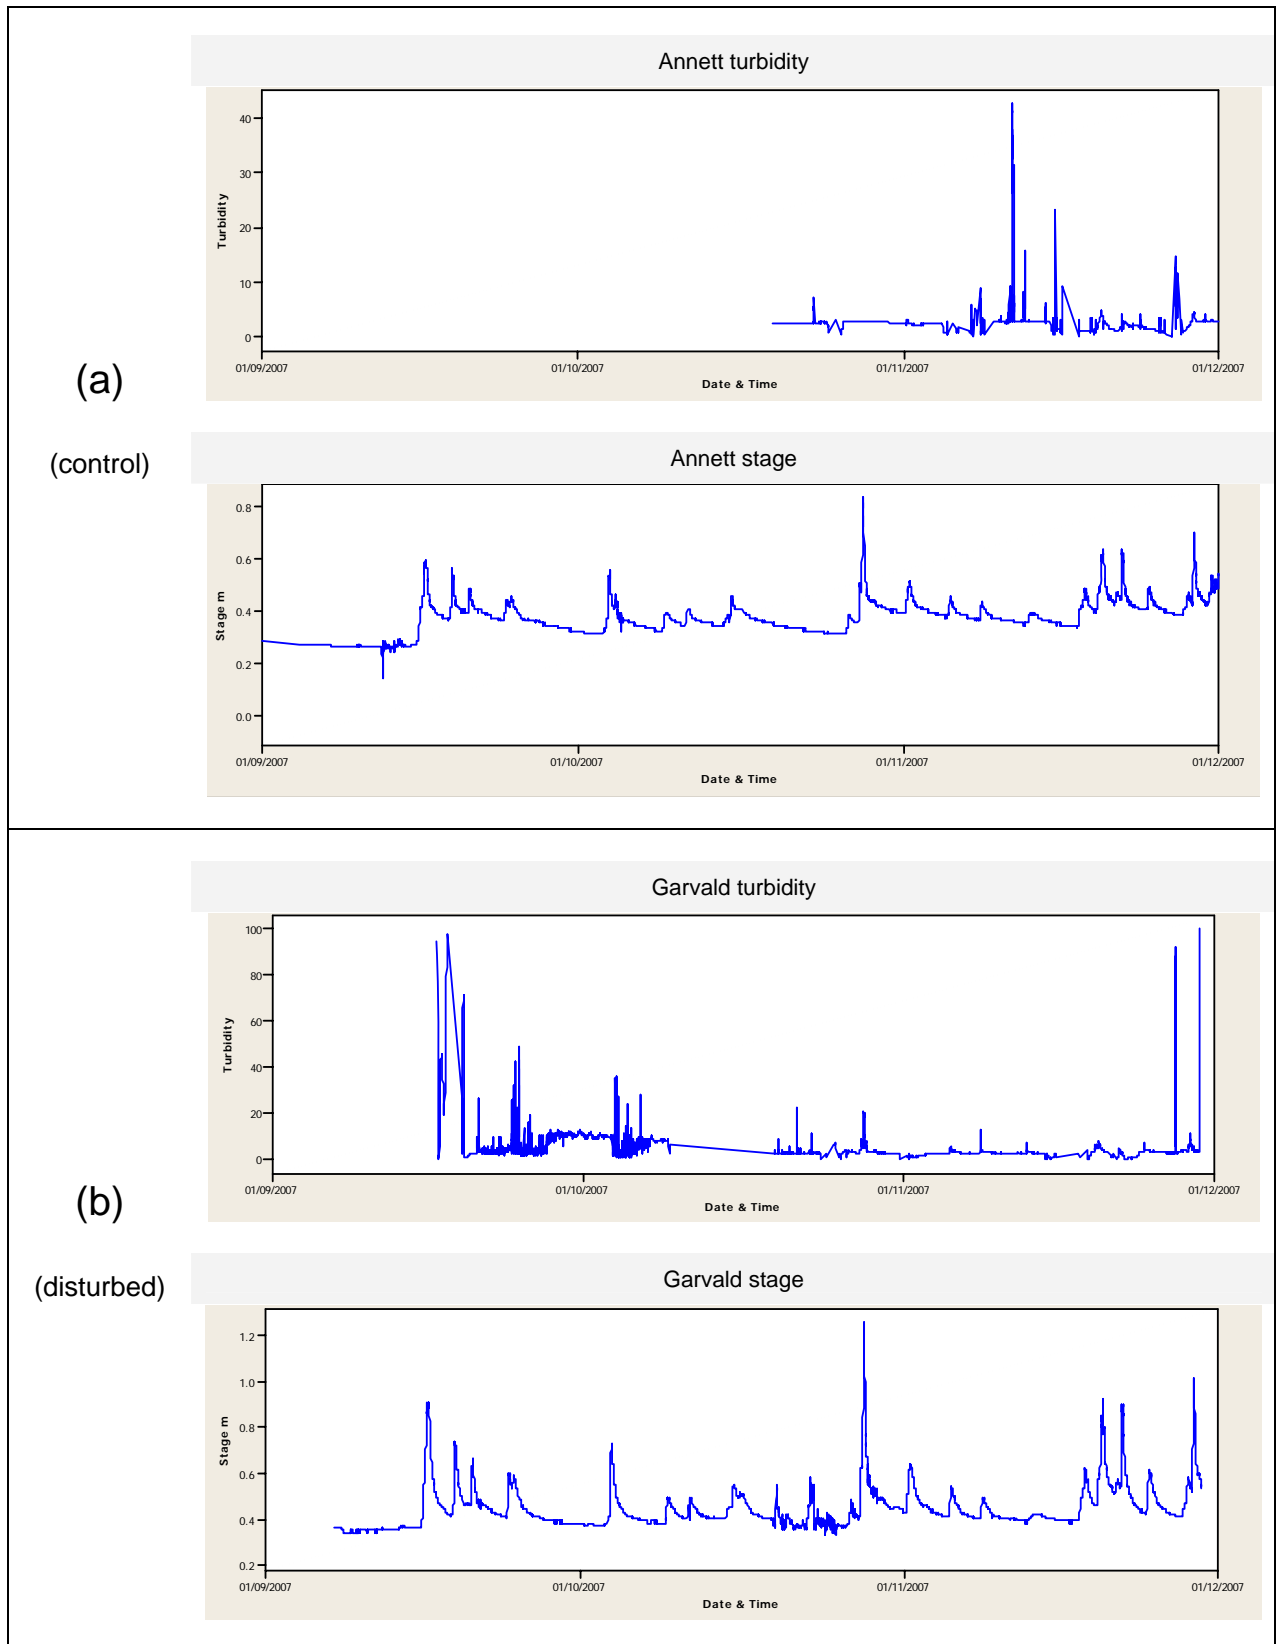 Annett turbidity
40
30
20
10
0
Turbidity
01/09/2007 01/10/2007 01/11/2007 01/12/2007
Date & Time
(a)
(control)
Annett stage
0.8
0.6
0.4
0.2
0.0
Stage m
01/09/2007 01/10/2007 01/11/2007 01/12/2007
Date & Time
Garvald turbidity
100
80
60
40
20
0
Turbidity
01/09/2007 01/10/2007 01/11/2007 01/12/2007
Date & Time
(b)
(disturbed)
Garvald stage
1.2
1.0
0.8
0.6
0.4
0.2
Stage m
01/09/2007 01/10/2007 01/11/2007 01/12/2007
Date & Time